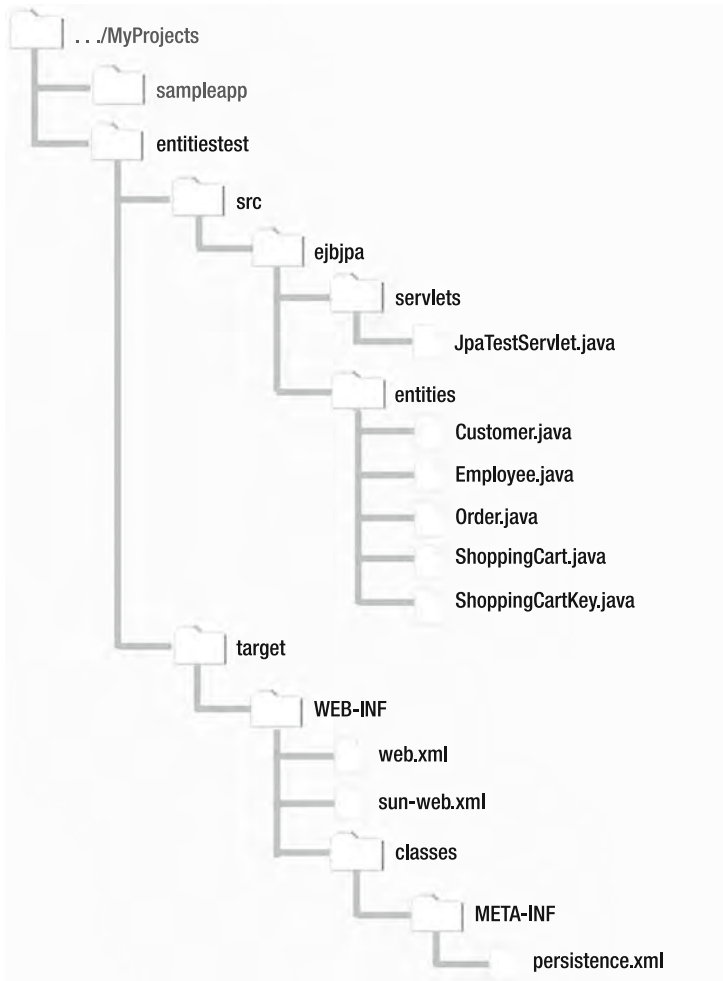 . . ./MyProjects
sampleapp
entitiestest
src
ejbjpa
servlets
JpaTestServlet.java
entities
Customer.java
Employee.java
Order.java
ShoppingCart.java
ShoppingCartKey.java
target
WEB-INF
web.xml
sun-web.xml
classes
META-INF
persistence.xml